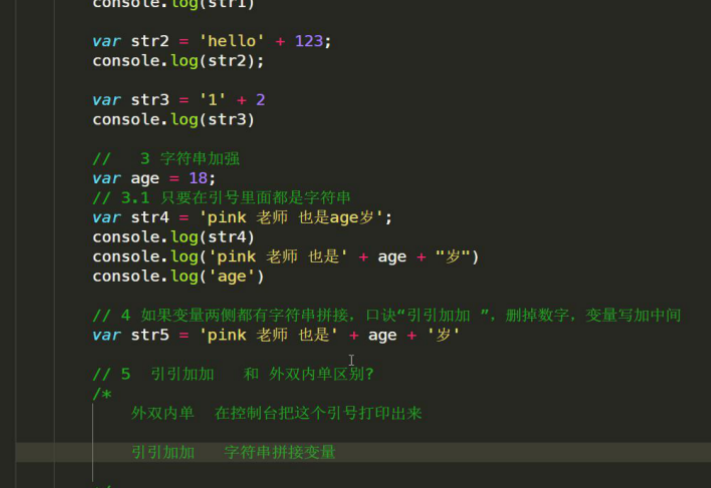 console.log(str1)
var str2 = 'hello' + 123;
console.log(str2);
var str3 = '1' + 2
console.log(str3)
//   3 字符串加强
var age = 18;
// 3.1 只要在引号里面都是字符串
var str4 = 'pink 老师 也是age岁';
console.log(str4)
console.log('pink 老师 也是' + age + "岁")
console.log('age')
// 4 如果变量两侧都有字符串拼接，口诀“引引加加 ”，删掉数字，变量写加中间
var str5 = 'pink 老师 也是' + age + '岁'
// 5  引引加加   和 外双内单区别?
/*
外双内单  在控制台把这个引号打印出来
引引加加   字符串拼接变量